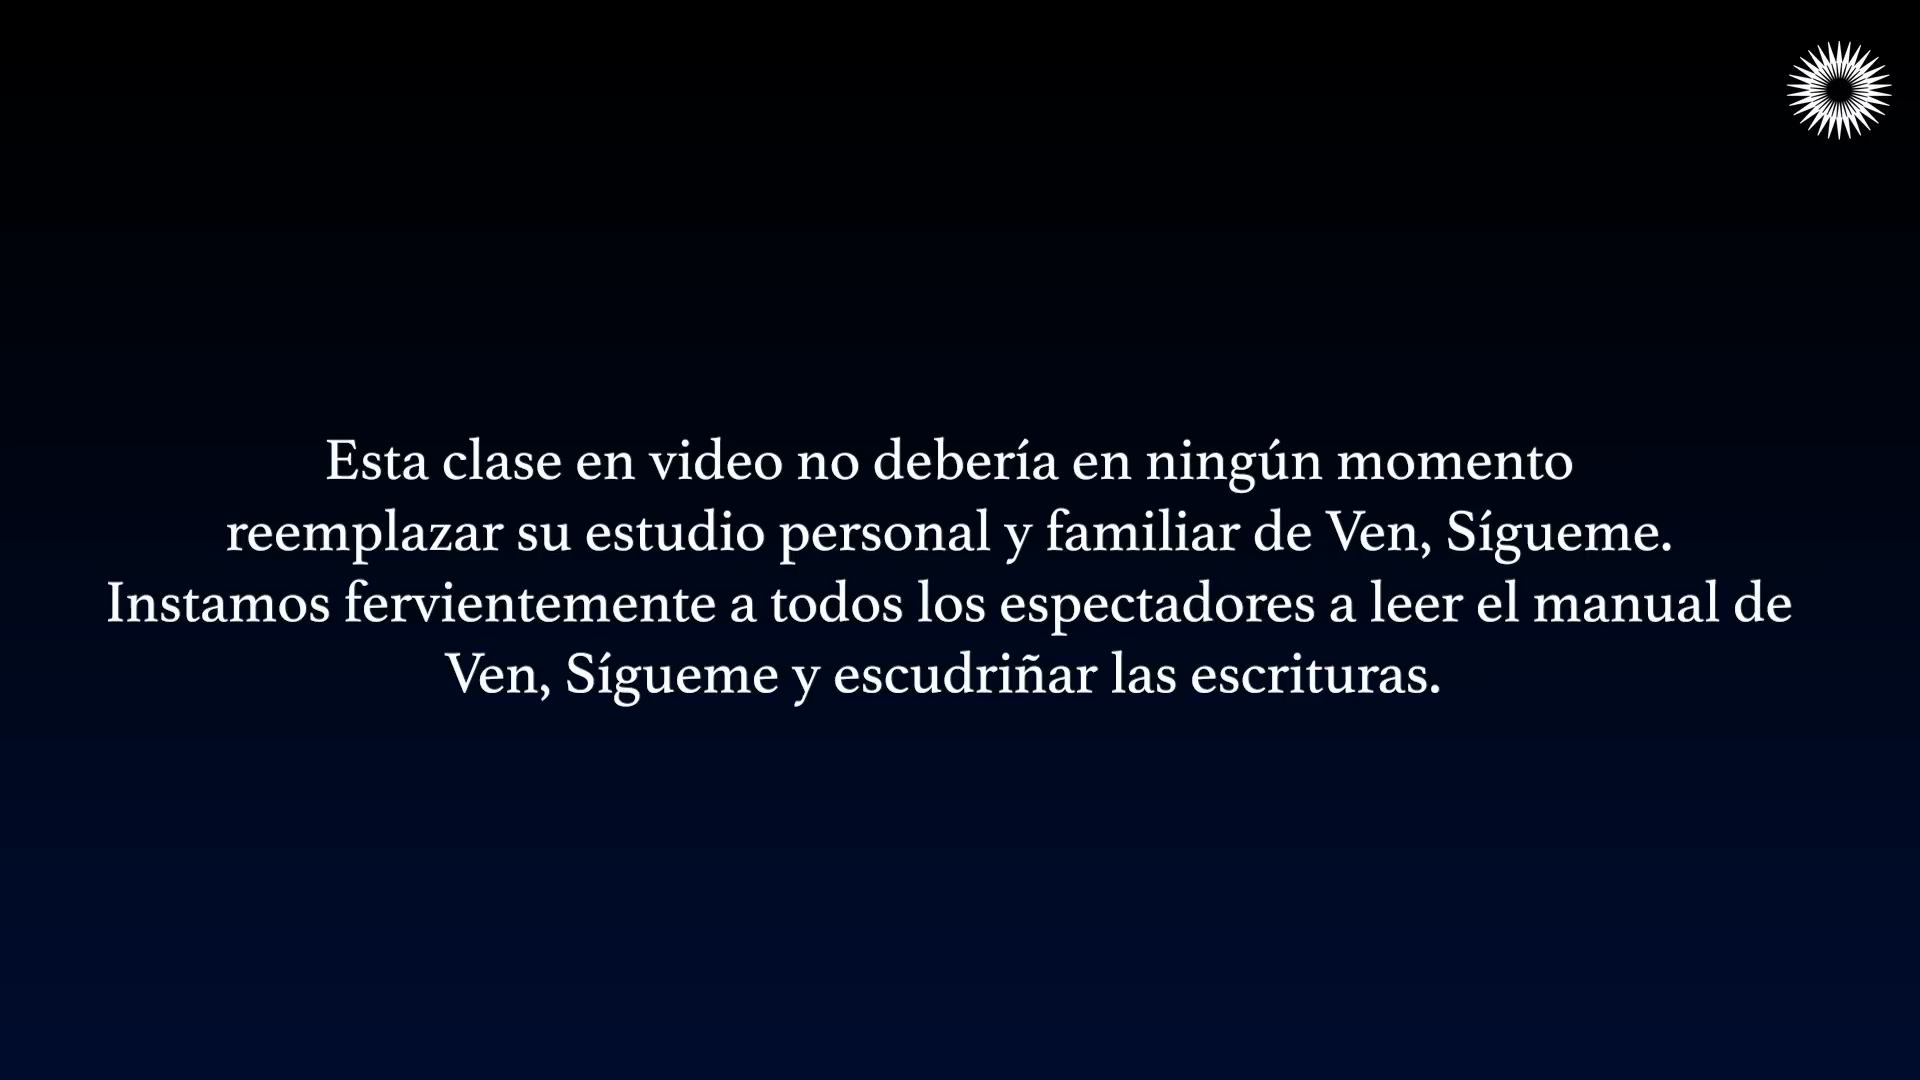 Esta clase en video no debería en ningún momento
reemplazar su estudio personal y familiar de Ven, Sígueme.
Instamos fervientemente a todos los espectadores a leer el manual de
Ven, Sígueme y escudriñar las escrituras.